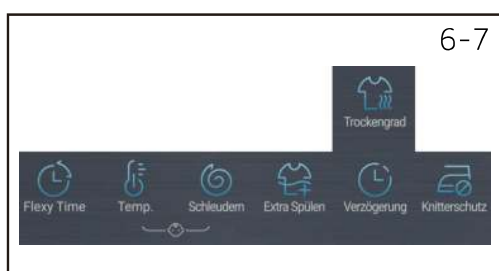 6-7
Trockengrad
Flexy Time Temp. Schleudern Extra Spülen Verzögerung Knitterschutz